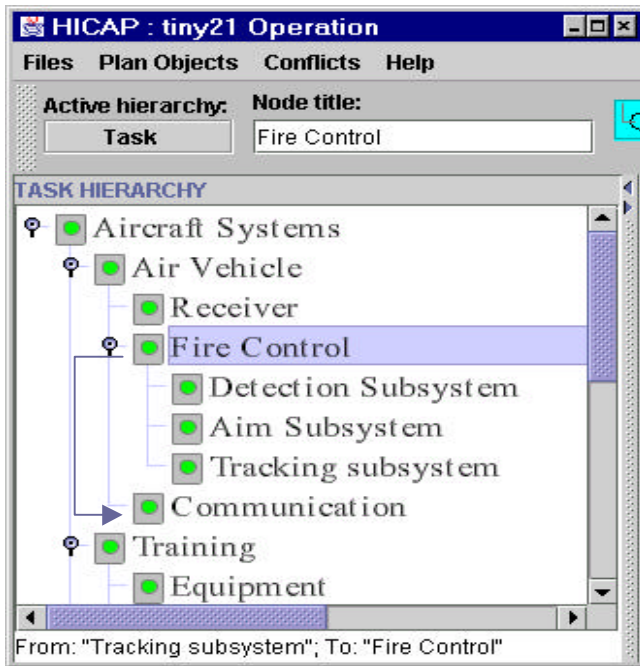 HICAP : tiny21 Operation
Files Plan Objects Conflicts Help
Active hierarchy: Node title:
Task Fire Control
TASK HIERARCHY
Aircraft Systems
Air Vehicle
Receiver
Fire Control
Detection Subsystem
Aim Subsystem
Tracking subsystem
Communication
Training
Equipment
From: "Tracking subsystem"; To: "Fire Control"